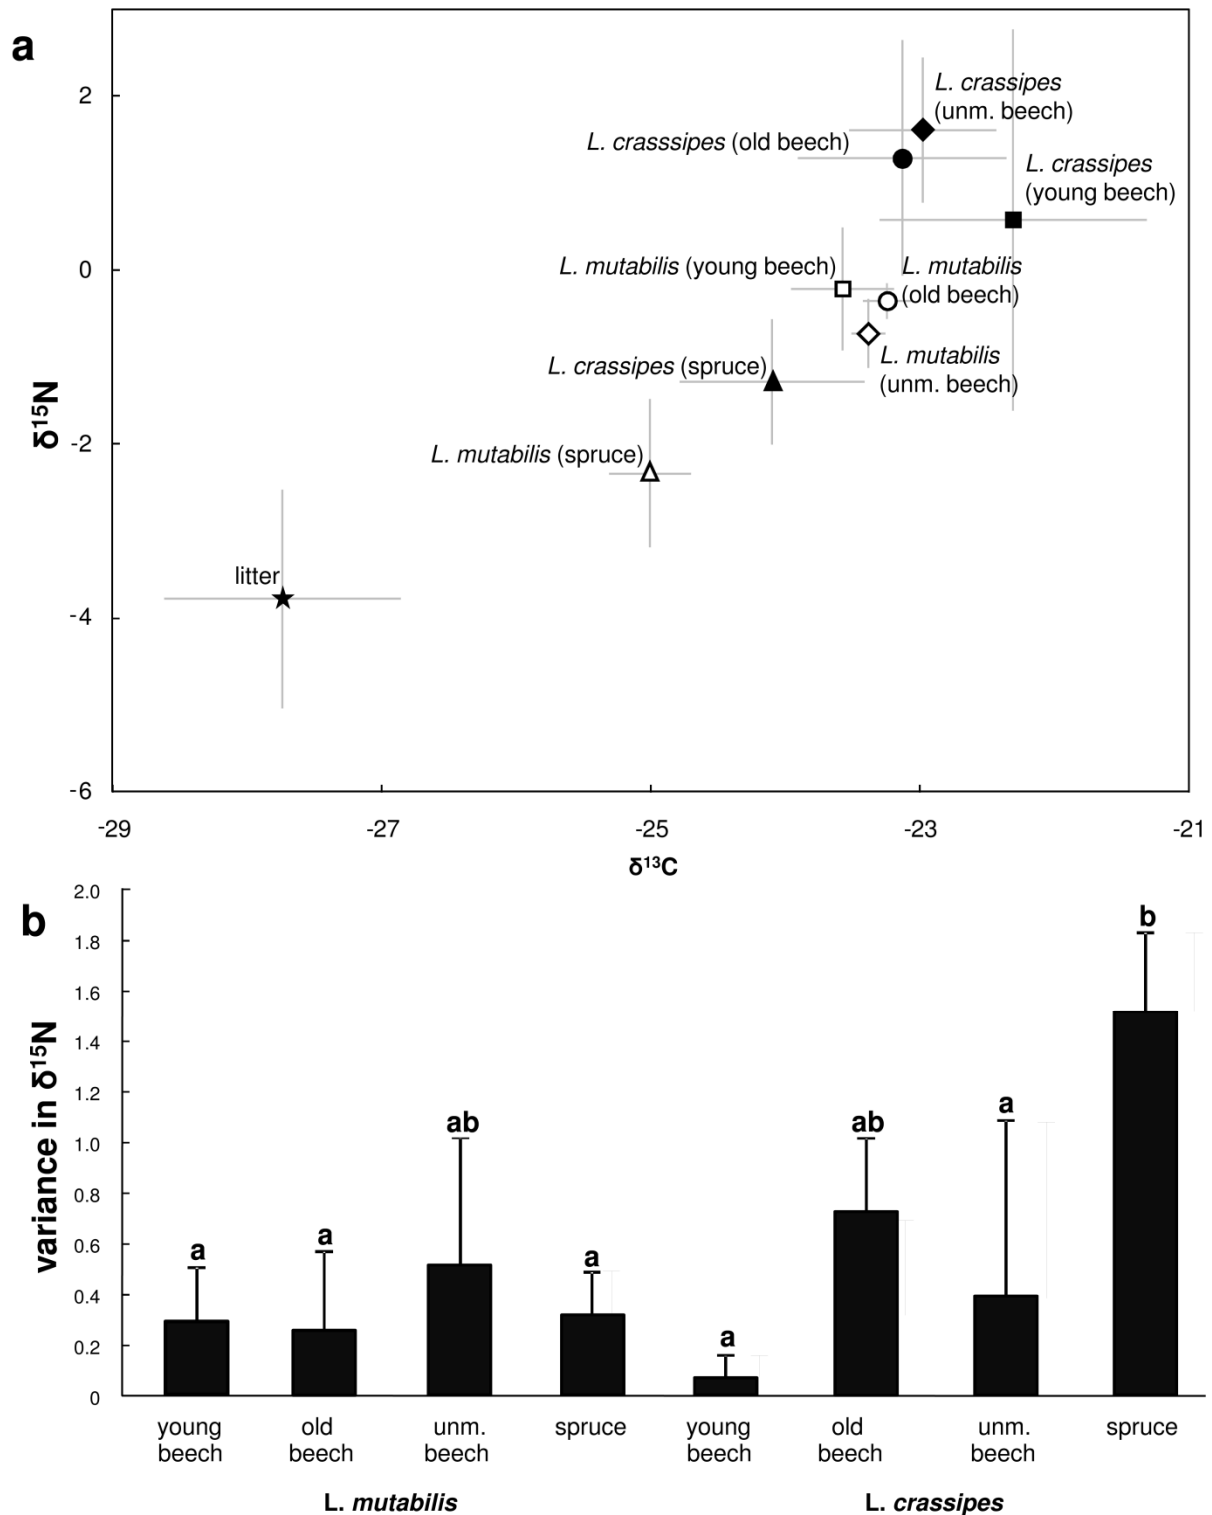 a
L. crassipes
(unm. beech)
L. crasssipes (old beech)
L. crassipes
(young beech)
L. mutabilis (young beech)
L. mutabilis
(old beech)
L. mutabilis
(unm. beech)
L. crassipes (spruce)
L. mutabilis (spruce)
litter
2
0
-2
-4
-6
δ15N
-29 -27 -25 -23 -21
δ13C
b
2.0
1.8
1.6
1.4
1.2
1.0
0.8
0.6
0.4
0.2
0
variance in δ15N
a a ab a a ab a b
young beech old beech unm. beech spruce young beech old beech unm. beech spruce
L. mutabilis L. crassipes